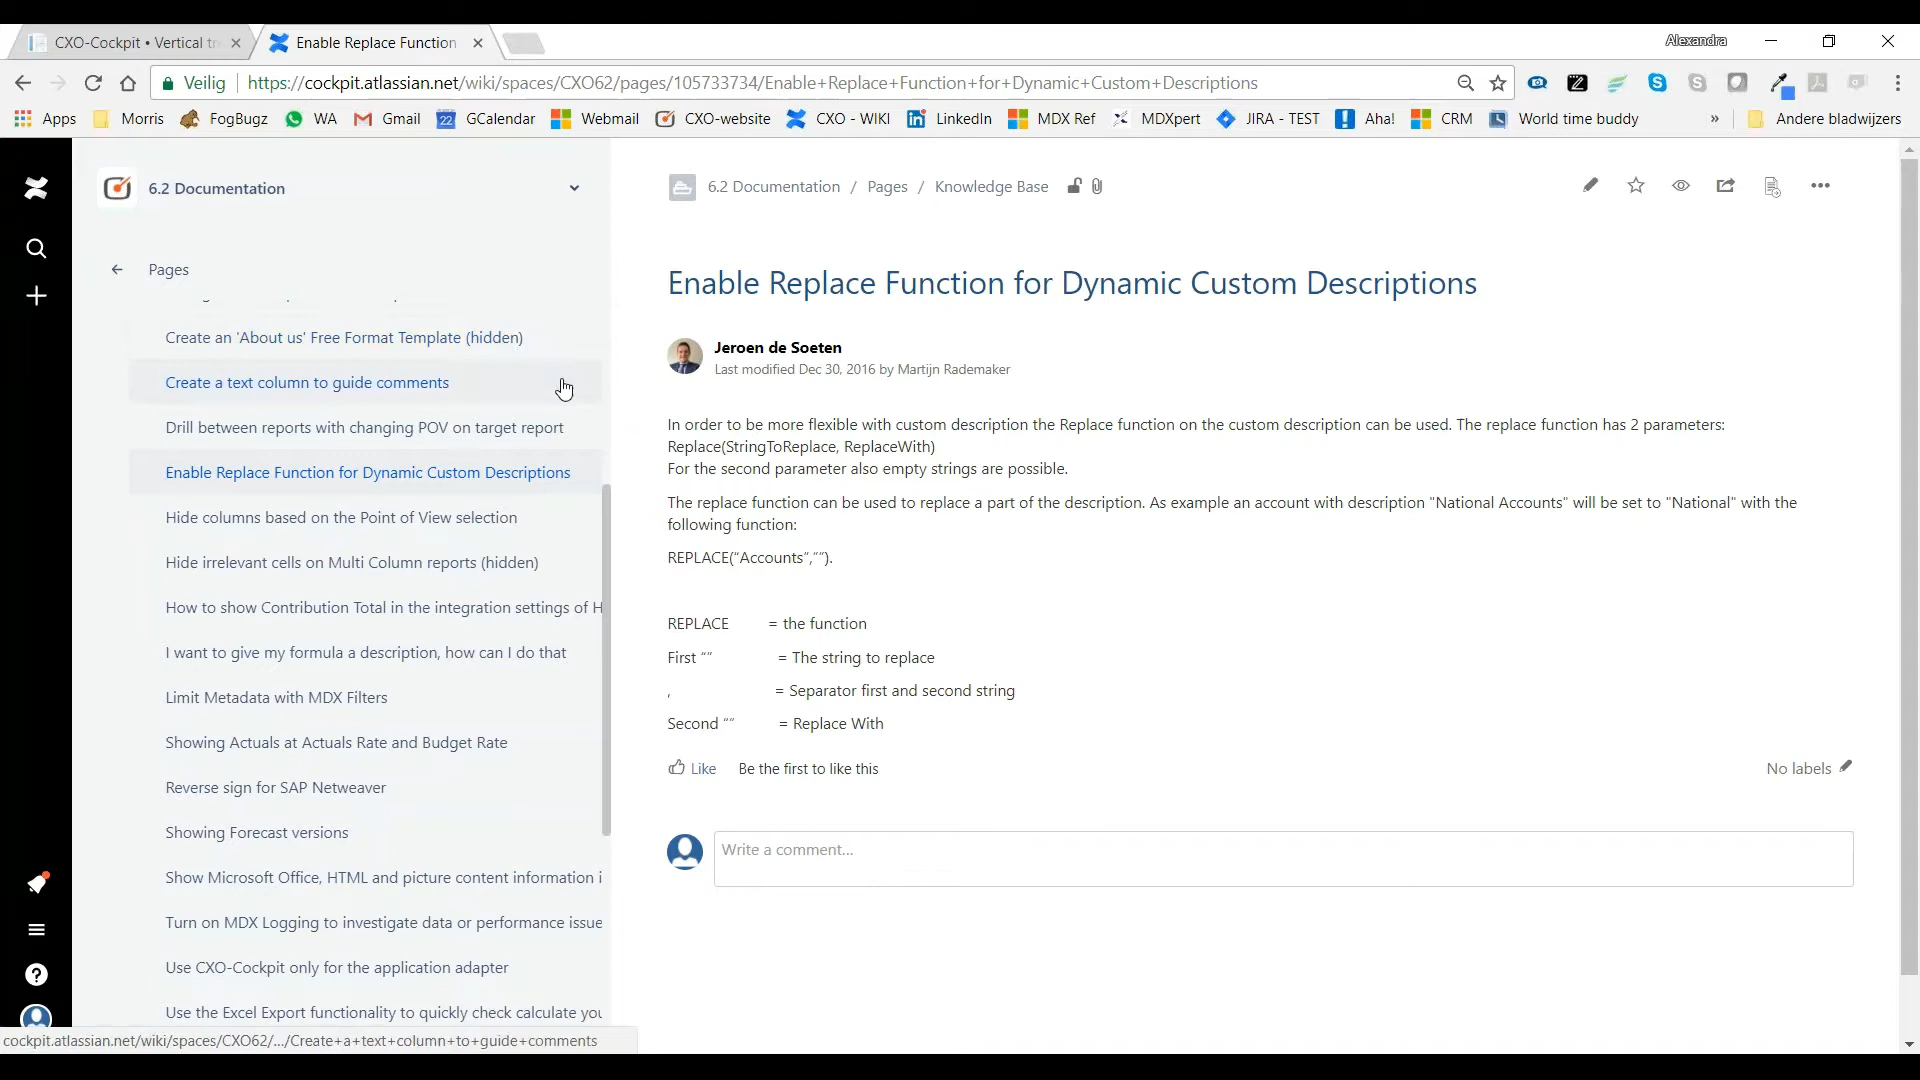 CXO-Cockpit • Vertical tr
Enable Replace Function
Alexandra
Veilig
https://cockpit.atlassian.net/wiki/spaces/CXO62/pages/105733734/Enable+Replace+Function+for+Dynamic+Custom+Descriptions
Apps Morris FogBugz WA Gmail 22 GCalendar Webmail CXO-website CXO - WIKI LinkedIn MDX Ref MDXpert JIRA - TEST Aha! CRM World time buddy » Andere bladwijzers
6.2 Documentation
Pages
Create an 'About us' Free Format Template (hidden)
Create a text column to guide comments
Drill between reports with changing POV on target report
Enable Replace Function for Dynamic Custom Descriptions
Hide columns based on the Point of View selection
Hide irrelevant cells on Multi Column reports (hidden)
How to show Contribution Total in the integration settings of H
I want to give my formula a description, how can I do that
Limit Metadata with MDX Filters
Showing Actuals at Actuals Rate and Budget Rate
Reverse sign for SAP Netweaver
Showing Forecast versions
Show Microsoft Office, HTML and picture content information i
Turn on MDX Logging to investigate data or performance issue
Use CXO-Cockpit only for the application adapter
Use the Excel Export functionality to quickly check calculate you
cockpit.atlassian.net/wiki/spaces/CXO62/.../Create+a+text+column+to+guide+comments
6.2 Documentation / Pages / Knowledge Base
Enable Replace Function for Dynamic Custom Descriptions
Jeroen de Soeten
Last modified Dec 30, 2016 by Martijn Rademaker
In order to be more flexible with custom description the Replace function on the custom description can be used. The replace function has 2 parameters:
Replace(StringToReplace, ReplaceWith)
For the second parameter also empty strings are possible.
The replace function can be used to replace a part of the description. As example an account with description "National Accounts" will be set to "National" with the
following function:
REPLACE(“Accounts”,“”).
REPLACE = the function
First “” = The string to replace
, = Separator first and second string
Second “” = Replace With
Like Be the first to like this
No labels
Write a comment...